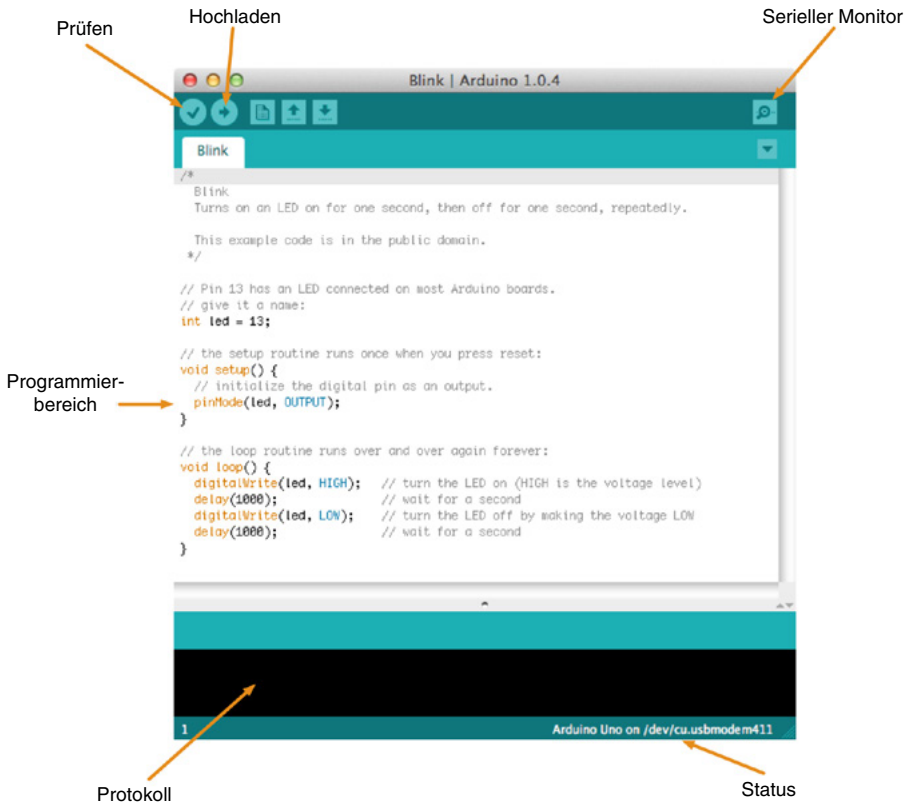 Prüfen
Hochladen
Serieller Monitor
Blink | Arduino 1.0.4
Blink
/*
Blink
Turns on an LED on for one second, then off for one second, repeatedly.
This example code is in the public domain.
*/
// Pin 13 has an LED connected on most Arduino boards.
// give it a name:
int led = 13;
// the setup routine runs once when you press reset:
void setup() {
// initialize the digital pin as an output.
pinMode(led, OUTPUT);
}
Programmier-
bereich
// the loop routine runs over and over again forever:
void loop() {
digitalWrite(led, HIGH); // turn the LED on (HIGH is the voltage level)
delay(1000); // wait for a second
digitalWrite(led, LOW); // turn the LED off by making the voltage LOW
delay(1000); // wait for a second
}
1
Arduino Uno on /dev/cu.usbmodem411
Protokoll
Status